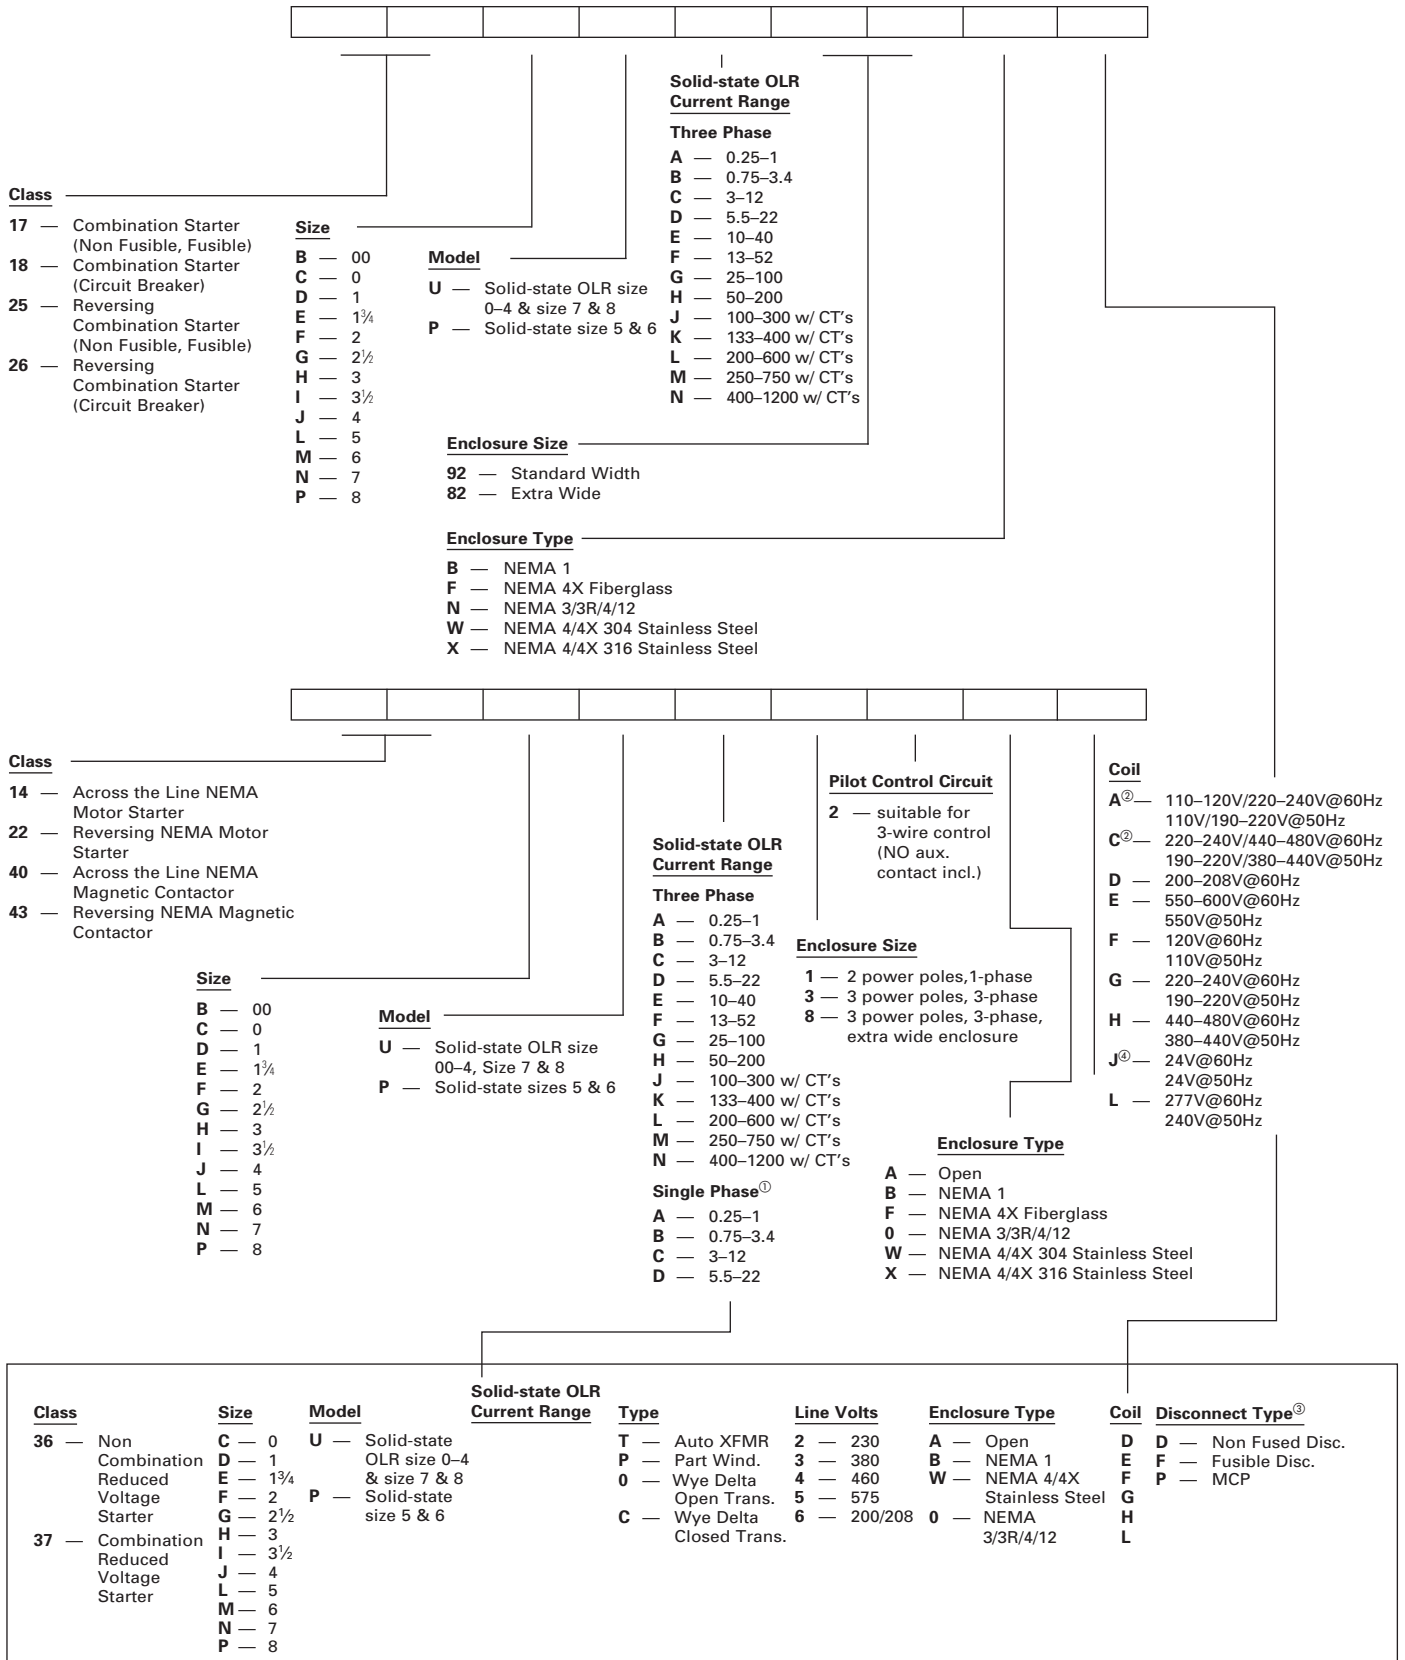 Solid-state OLR
Current Range
Three Phase
A — 0.25–1
B — 0.75–3.4
C — 3–12
D — 5.5–22
E — 10–40
F — 13–52
G — 25–100
H — 50–200
J — 100–300 w/ CT's
K — 133–400 w/ CT's
L — 200–600 w/ CT's
M — 250–750 w/ CT's
N — 400–1200 w/ CT's
Class
17 — Combination Starter
(Non Fusible, Fusible)
18 — Combination Starter
(Circuit Breaker)
25 — Reversing
Combination Starter
(Non Fusible, Fusible)
26 — Reversing
Combination Starter
(Circuit Breaker)
Size
B — 00
C — 0
D — 1
E — 1¾
F — 2
G — 2½
H — 3
I — 3½
J — 4
L — 5
M — 6
N — 7
P — 8
Model
U — Solid-state OLR size
0–4 & size 7 & 8
P — Solid-state size 5 & 6
Enclosure Size
92 — Standard Width
82 — Extra Wide
Enclosure Type
B — NEMA 1
F — NEMA 4X Fiberglass
N — NEMA 3/3R/4/12
W — NEMA 4/4X 304 Stainless Steel
X — NEMA 4/4X 316 Stainless Steel
Class
14 — Across the Line NEMA
Motor Starter
22 — Reversing NEMA Motor
Starter
40 — Across the Line NEMA
Magnetic Contactor
43 — Reversing NEMA Magnetic
Contactor
Size
B — 00
C — 0
D — 1
E — 1¾
F — 2
G — 2½
H — 3
I — 3½
J — 4
L — 5
M — 6
N — 7
P — 8
Model
U — Solid-state OLR size
00–4, Size 7 & 8
P — Solid-state sizes 5 & 6
Solid-state OLR
Current Range
Three Phase
A — 0.25–1
B — 0.75–3.4
C — 3–12
D — 5.5–22
E — 10–40
F — 13–52
G — 25–100
H — 50–200
J — 100–300 w/ CT's
K — 133–400 w/ CT's
L — 200–600 w/ CT's
M — 250–750 w/ CT's
N — 400–1200 w/ CT's
Single Phase①
A — 0.25–1
B — 0.75–3.4
C — 3–12
D — 5.5–22
Enclosure Size
1 — 2 power poles,1-phase
3 — 3 power poles, 3-phase
8 — 3 power poles, 3-phase,
extra wide enclosure
Pilot Control Circuit
2 — suitable for
3-wire control
(NO aux.
contact incl.)
Enclosure Type
A — Open
B — NEMA 1
F — NEMA 4X Fiberglass
0 — NEMA 3/3R/4/12
W — NEMA 4/4X 304 Stainless Steel
X — NEMA 4/4X 316 Stainless Steel
Coil
A② — 110–120V/220–240V@60Hz
110V/190–220V@50Hz
C② — 220–240V/440–480V@60Hz
190–220V/380–440V@50Hz
D — 200–208V@60Hz
E — 550–600V@60Hz
550V@50Hz
F — 120V@60Hz
110V@50Hz
G — 220–240V@60Hz
190–220V@50Hz
H — 440–480V@60Hz
380–440V@50Hz
J④ — 24V@60Hz
24V@50Hz
L — 277V@60Hz
240V@50Hz
Class
36 — Non
Combination
Reduced
Voltage
Starter
37 — Combination
Reduced
Voltage
Starter
Size
C — 0
D — 1
E — 1¾
F — 2
G — 2½
H — 3
I — 3½
J — 4
L — 5
M — 6
N — 7
P — 8
Model
U — Solid-state
OLR size 0–4
& size 7 & 8
P — Solid-state
size 5 & 6
Solid-state OLR
Current Range
Type
T — Auto XFMR
P — Part Wind.
0 — Wye Delta
Open Trans.
C — Wye Delta
Closed Trans.
Line Volts
2 — 230
3 — 380
4 — 460
5 — 575
6 — 200/208
Enclosure Type
A — Open
B — NEMA 1
W — NEMA 4/4X
Stainless Steel
0 — NEMA
3/3R/4/12
Coil
D
E
F
G
H
L
Disconnect Type③
D — Non Fused Disc.
F — Fusible Disc.
P — MCP